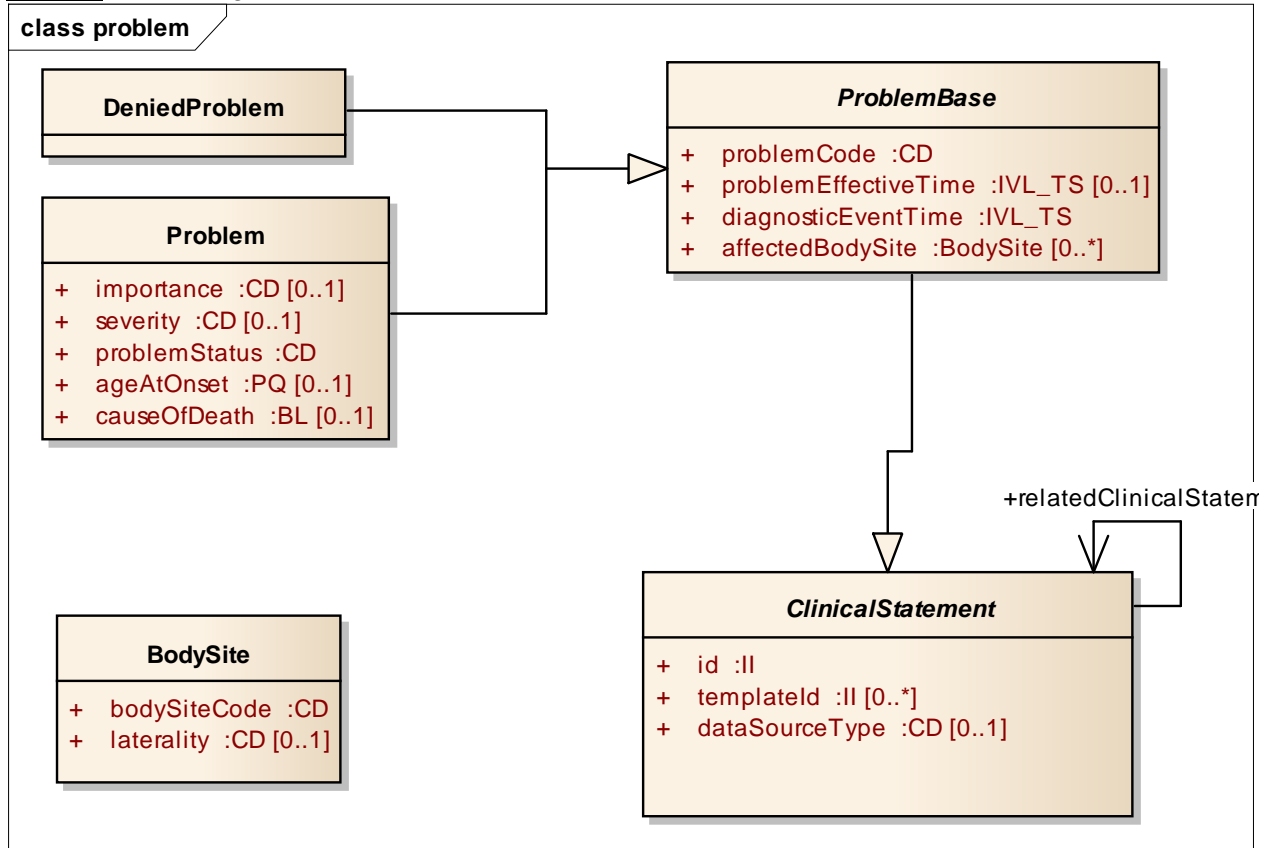 class problem
DeniedProblem
ProblemBase
+ problemCode :CD
+ problemEffectiveTime :IVL_TS [0..1]
+ diagnosticEventTime :IVL_TS
+ affectedBodySite :BodySite [0..*]
Problem
+ importance :CD [0..1]
+ severity :CD [0..1]
+ problemStatus :CD
+ ageAtOnset :PQ [0..1]
+ causeOfDeath :BL [0..1]
+relatedClinicalStatem
ClinicalStatement
+ id :II
+ templateId :II [0..*]
+ dataSourceType :CD [0..1]
BodySite
+ bodySiteCode :CD
+ laterality :CD [0..1]